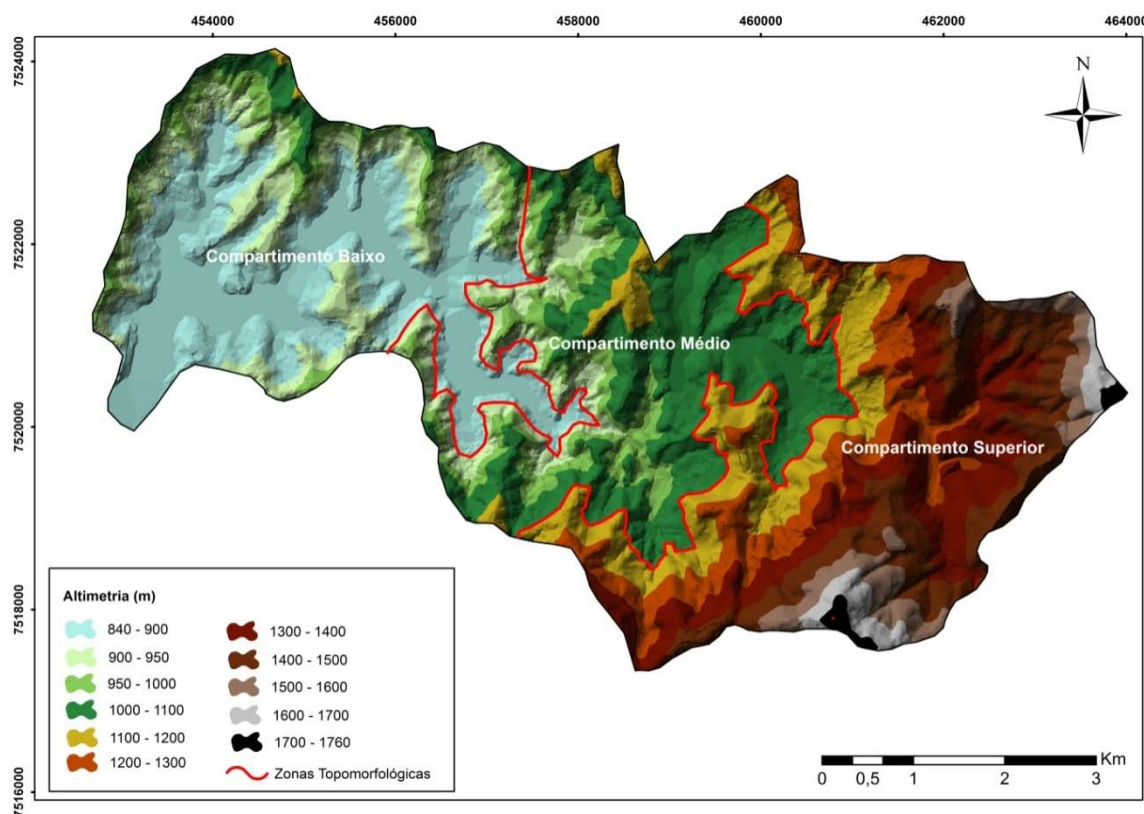 454000 456000 458000 460000 462000 464000
7524000
N
7522000
Compartimento Baixo
Compartimento Médio
7520000
Compartimento Superior
7518000
Altimetria (m)
840 - 900
900 - 950
950 - 1000
1000 - 1100
1100 - 1200
1200 - 1300
1300 - 1400
1400 - 1500
1500 - 1600
1600 - 1700
1700 - 1760
Zonas Topomorfológicas
Km
0 0,5 1 2 3
7516000